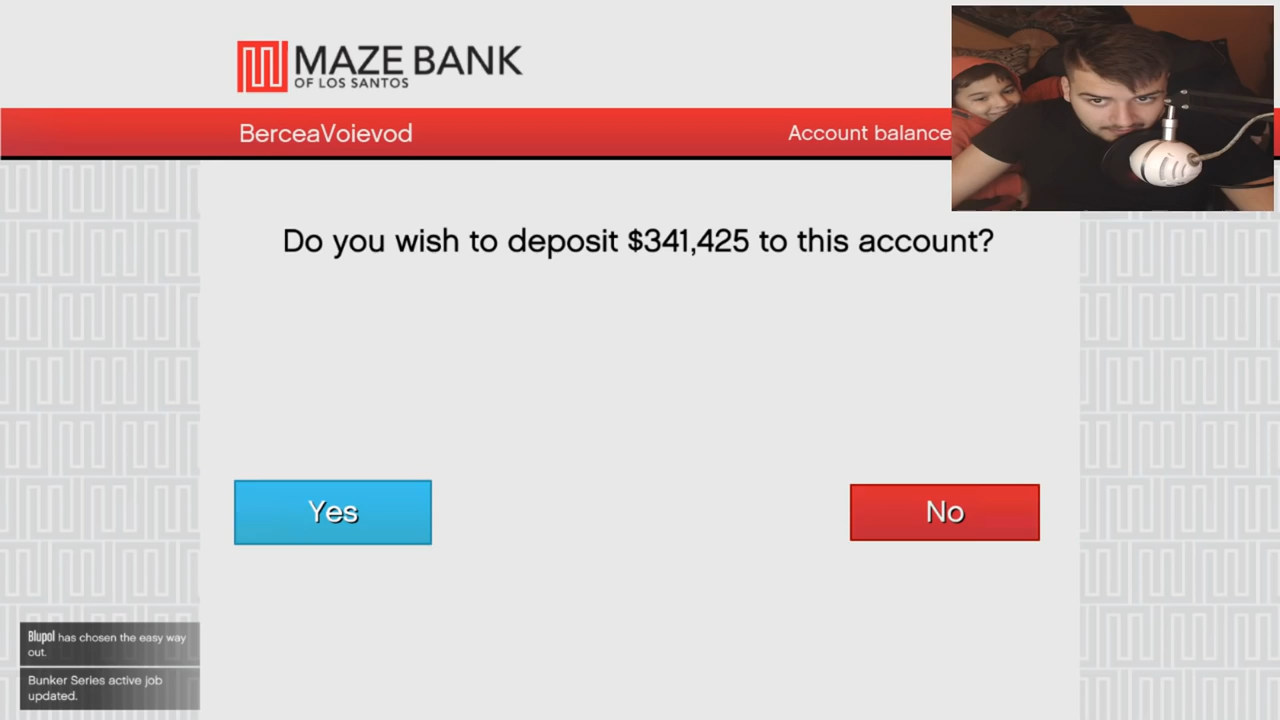 MAZE BANK
OF LOS SANTOS
BerceaVoievod
Account balance
Do you wish to deposit $341,425 to this account?
Yes
No
Blupol has chosen the easy way
out.
Bunker Series active job
updated.